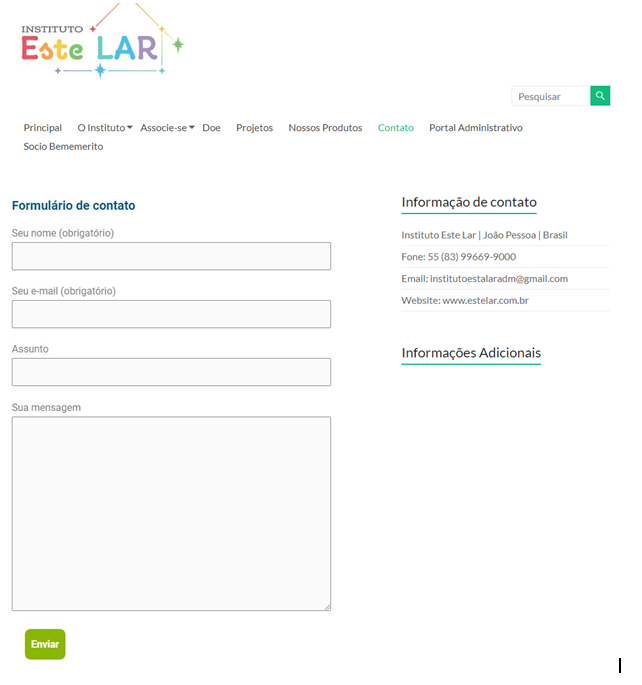 INSTITUTO
Este LAR
Pesquisar
Principal O Instituto Associe-se Doe Projetos Nossos Produtos Contato Portal Administrativo
Socio Bememerito
Formulário de contato
Seu nome (obrigatório)
Seu e-mail (obrigatório)
Assunto
Sua mensagem
Enviar
Informação de contato
Instituto Este Lar | João Pessoa | Brasil
Fone: 55 (83) 99669-9000
Email: institutoestalaradm@gmail.com
Website: www.estelar.com.br
Informações Adicionais